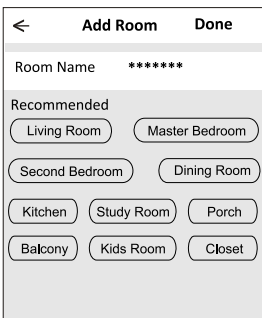 ← Add Room Done
Room Name *******
Recommended
Living Room Master Bedroom
Second Bedroom Dining Room
Kitchen Study Room Porch
Balcony Kids Room Closet